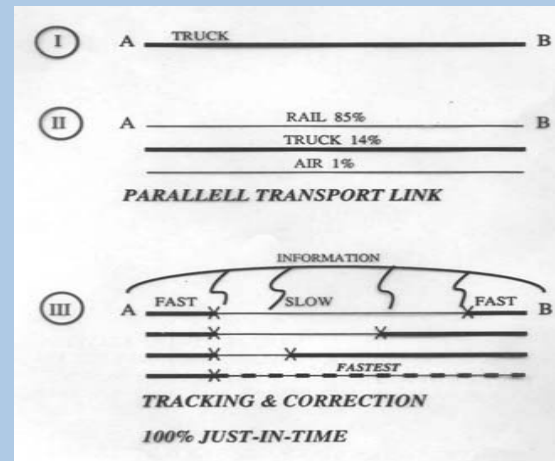 I A TRUCK B
II A RAIL 85% B
TRUCK 14%
AIR 1%
PARALLELL TRANSPORT LINK
INFORMATION
III A FAST SLOW FAST B
FASTEST
TRACKING & CORRECTION
100% JUST-IN-TIME